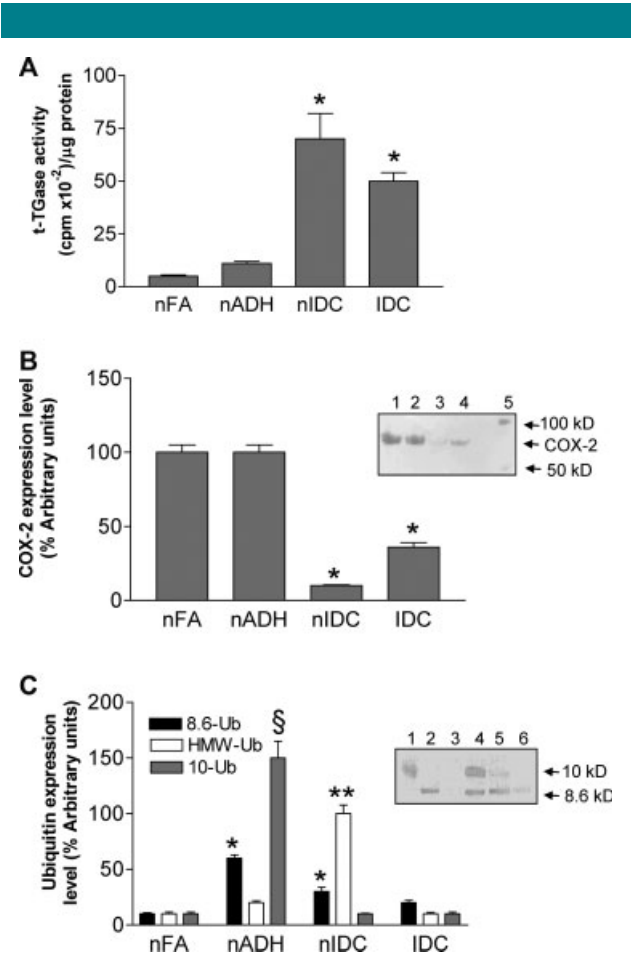 A
t-TGase activity
(cpm x10-2)/µg protein
100
75
50
25
0
*
*
nFA nADH nIDC IDC
B
COX-2 expression level
(% Arbitrary units)
150
100
50
0
*
*
nFA nADH nIDC IDC
1 2 3 4 5
100 kD
COX-2
50 kD
C
Ubiquitin expression
level (% Arbitrary units)
200
150
100
50
0
8.6-Ub
HMW-Ub
10-Ub
*
§
*
**
nFA nADH nIDC IDC
1 2 3 4 5 6
10 kD
8.6 kD